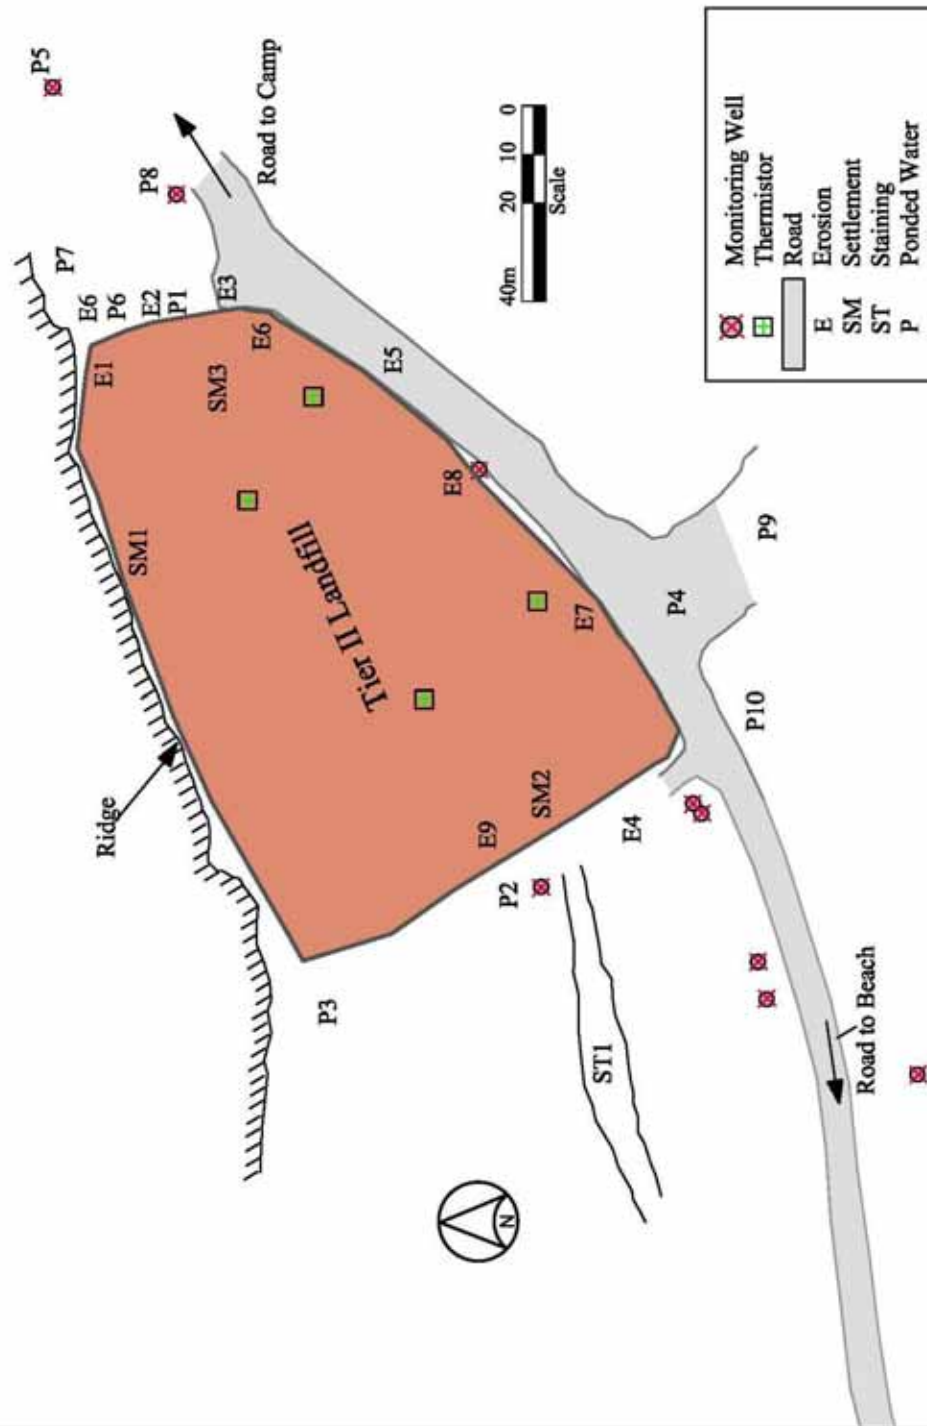 P5
P8
Road to Camp
P7
E6
P6
E2
P1
E3
E1
E6
SM3
E5
SM1
E8
Tier II Landfill
E7
P4
P9
P10
Ridge
SM2
E9
E4
P2
P3
ST1
Road to Beach
N
40m 20 10 0
Scale
Monitoring Well
Thermistor
Road
E Erosion
SM Settlement
ST Staining
P Ponded Water